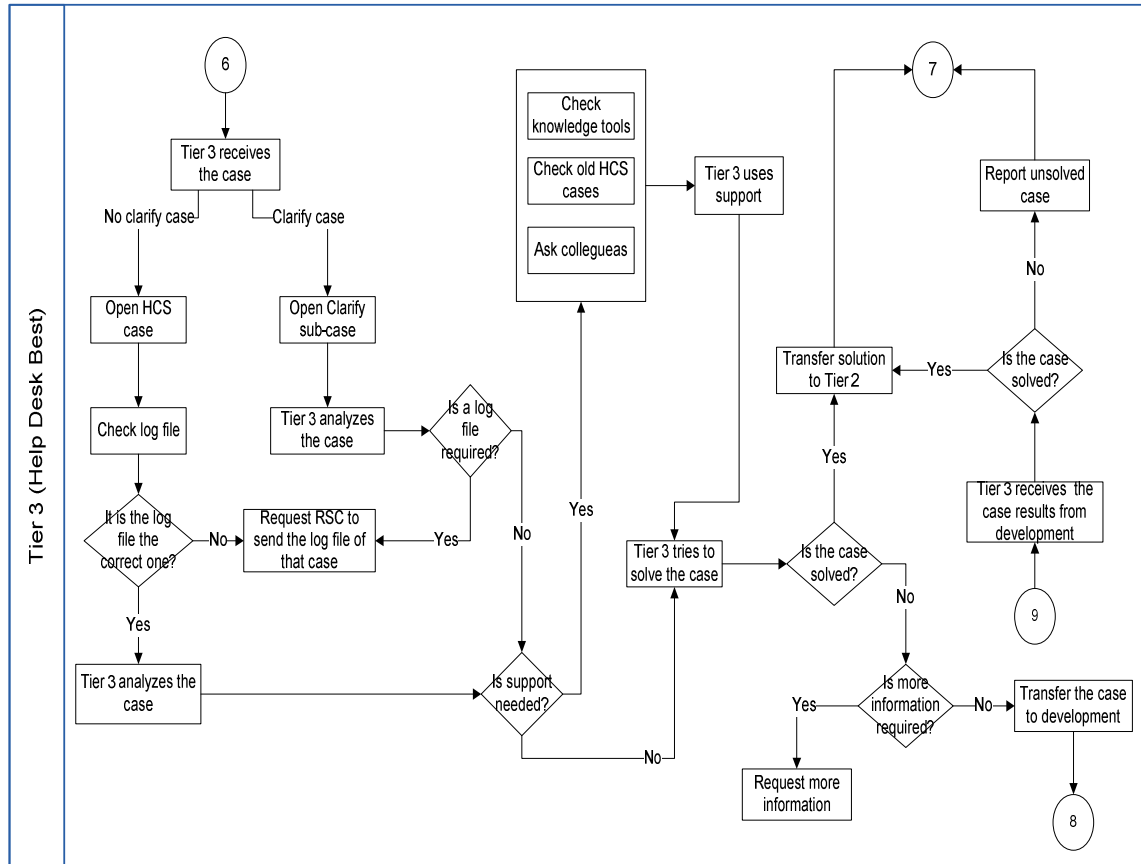 Tier 3 (Help Desk Best)
6
Tier 3 receives
the case
No clarify case
Clarify case
Open HCS
case
Open Clarify
sub-case
Check log file
Tier 3 analyzes
the case
Is a log
file
required?
It is the log
file the
correct one?
No
Request RSC to
send the log file of
that case
Yes
No
Yes
Tier 3 analyzes the
case
Is support
needed?
Yes
No
Check
knowledge tools
Check old HCS
cases
Ask collegueas
Tier 3 uses
support
Tier 3 tries to
solve the case
Is the case
solved?
Yes
No
Transfer solution
to Tier 2
7
Report unsolved
case
No
Is the case
solved?
Yes
Tier 3 receives the
case results from
development
9
Is more
information
required?
Yes
No
Request more
information
Transfer the case
to development
8